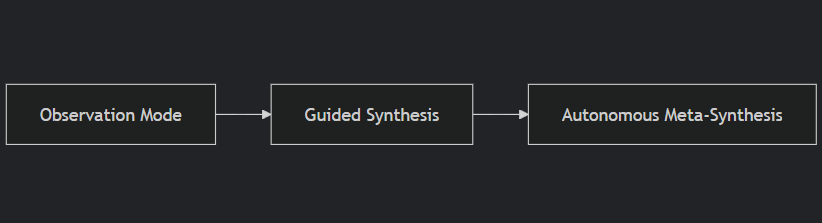 Observation Mode
Guided Synthesis
Autonomous Meta-Synthesis